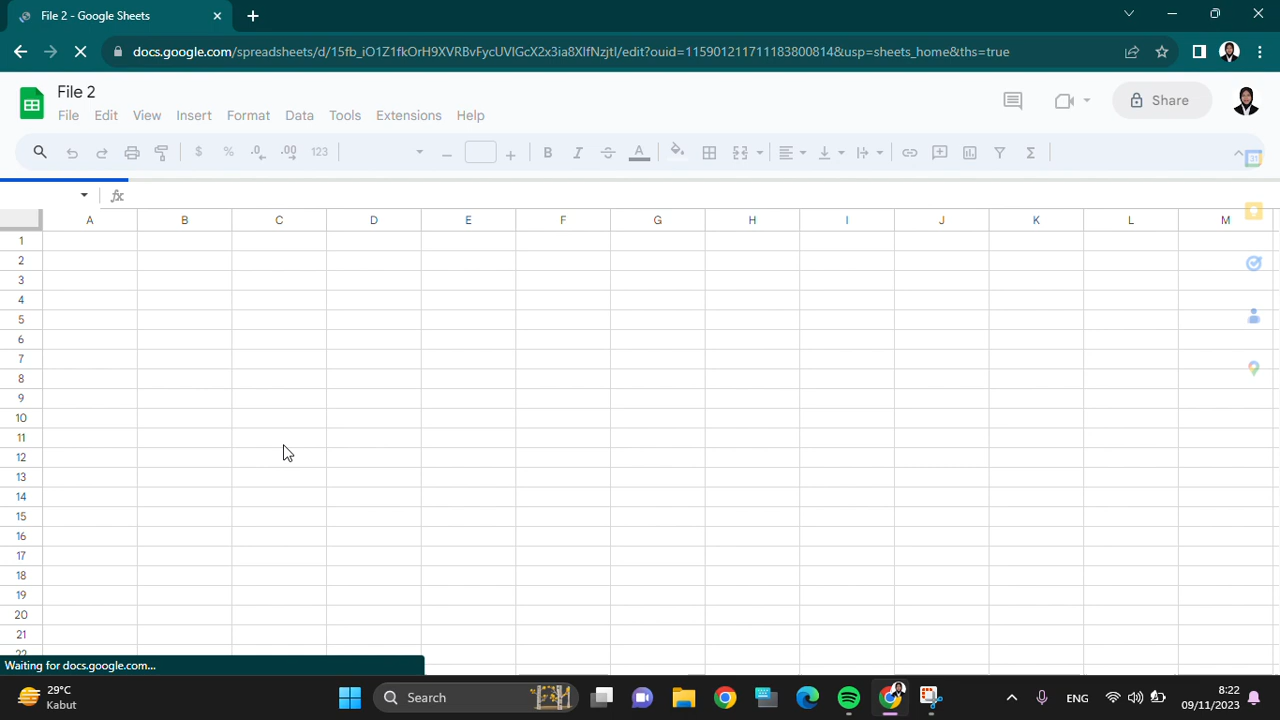 File 2 - Google Sheets
docs.google.com/spreadsheets/d/15fb_iO1Z1fkOrH9XVRBvFycUVIGcX2x3ia8XlfNzjtI/edit?ouid=115901211711183800814&usp=sheets_home&ths=true
File 2
File Edit View Insert Format Data Tools Extensions Help
Share
$ % .0 .00 123
B I S A Σ
31
fx
A B C D E F G H I J K L M
1
2
3
4
5
6
7
8
9
10
11
12
13
14
15
16
17
18
19
20
21
22
Waiting for docs.google.com...
29°C
Kabut
Search
ENG
8:22
09/11/2023